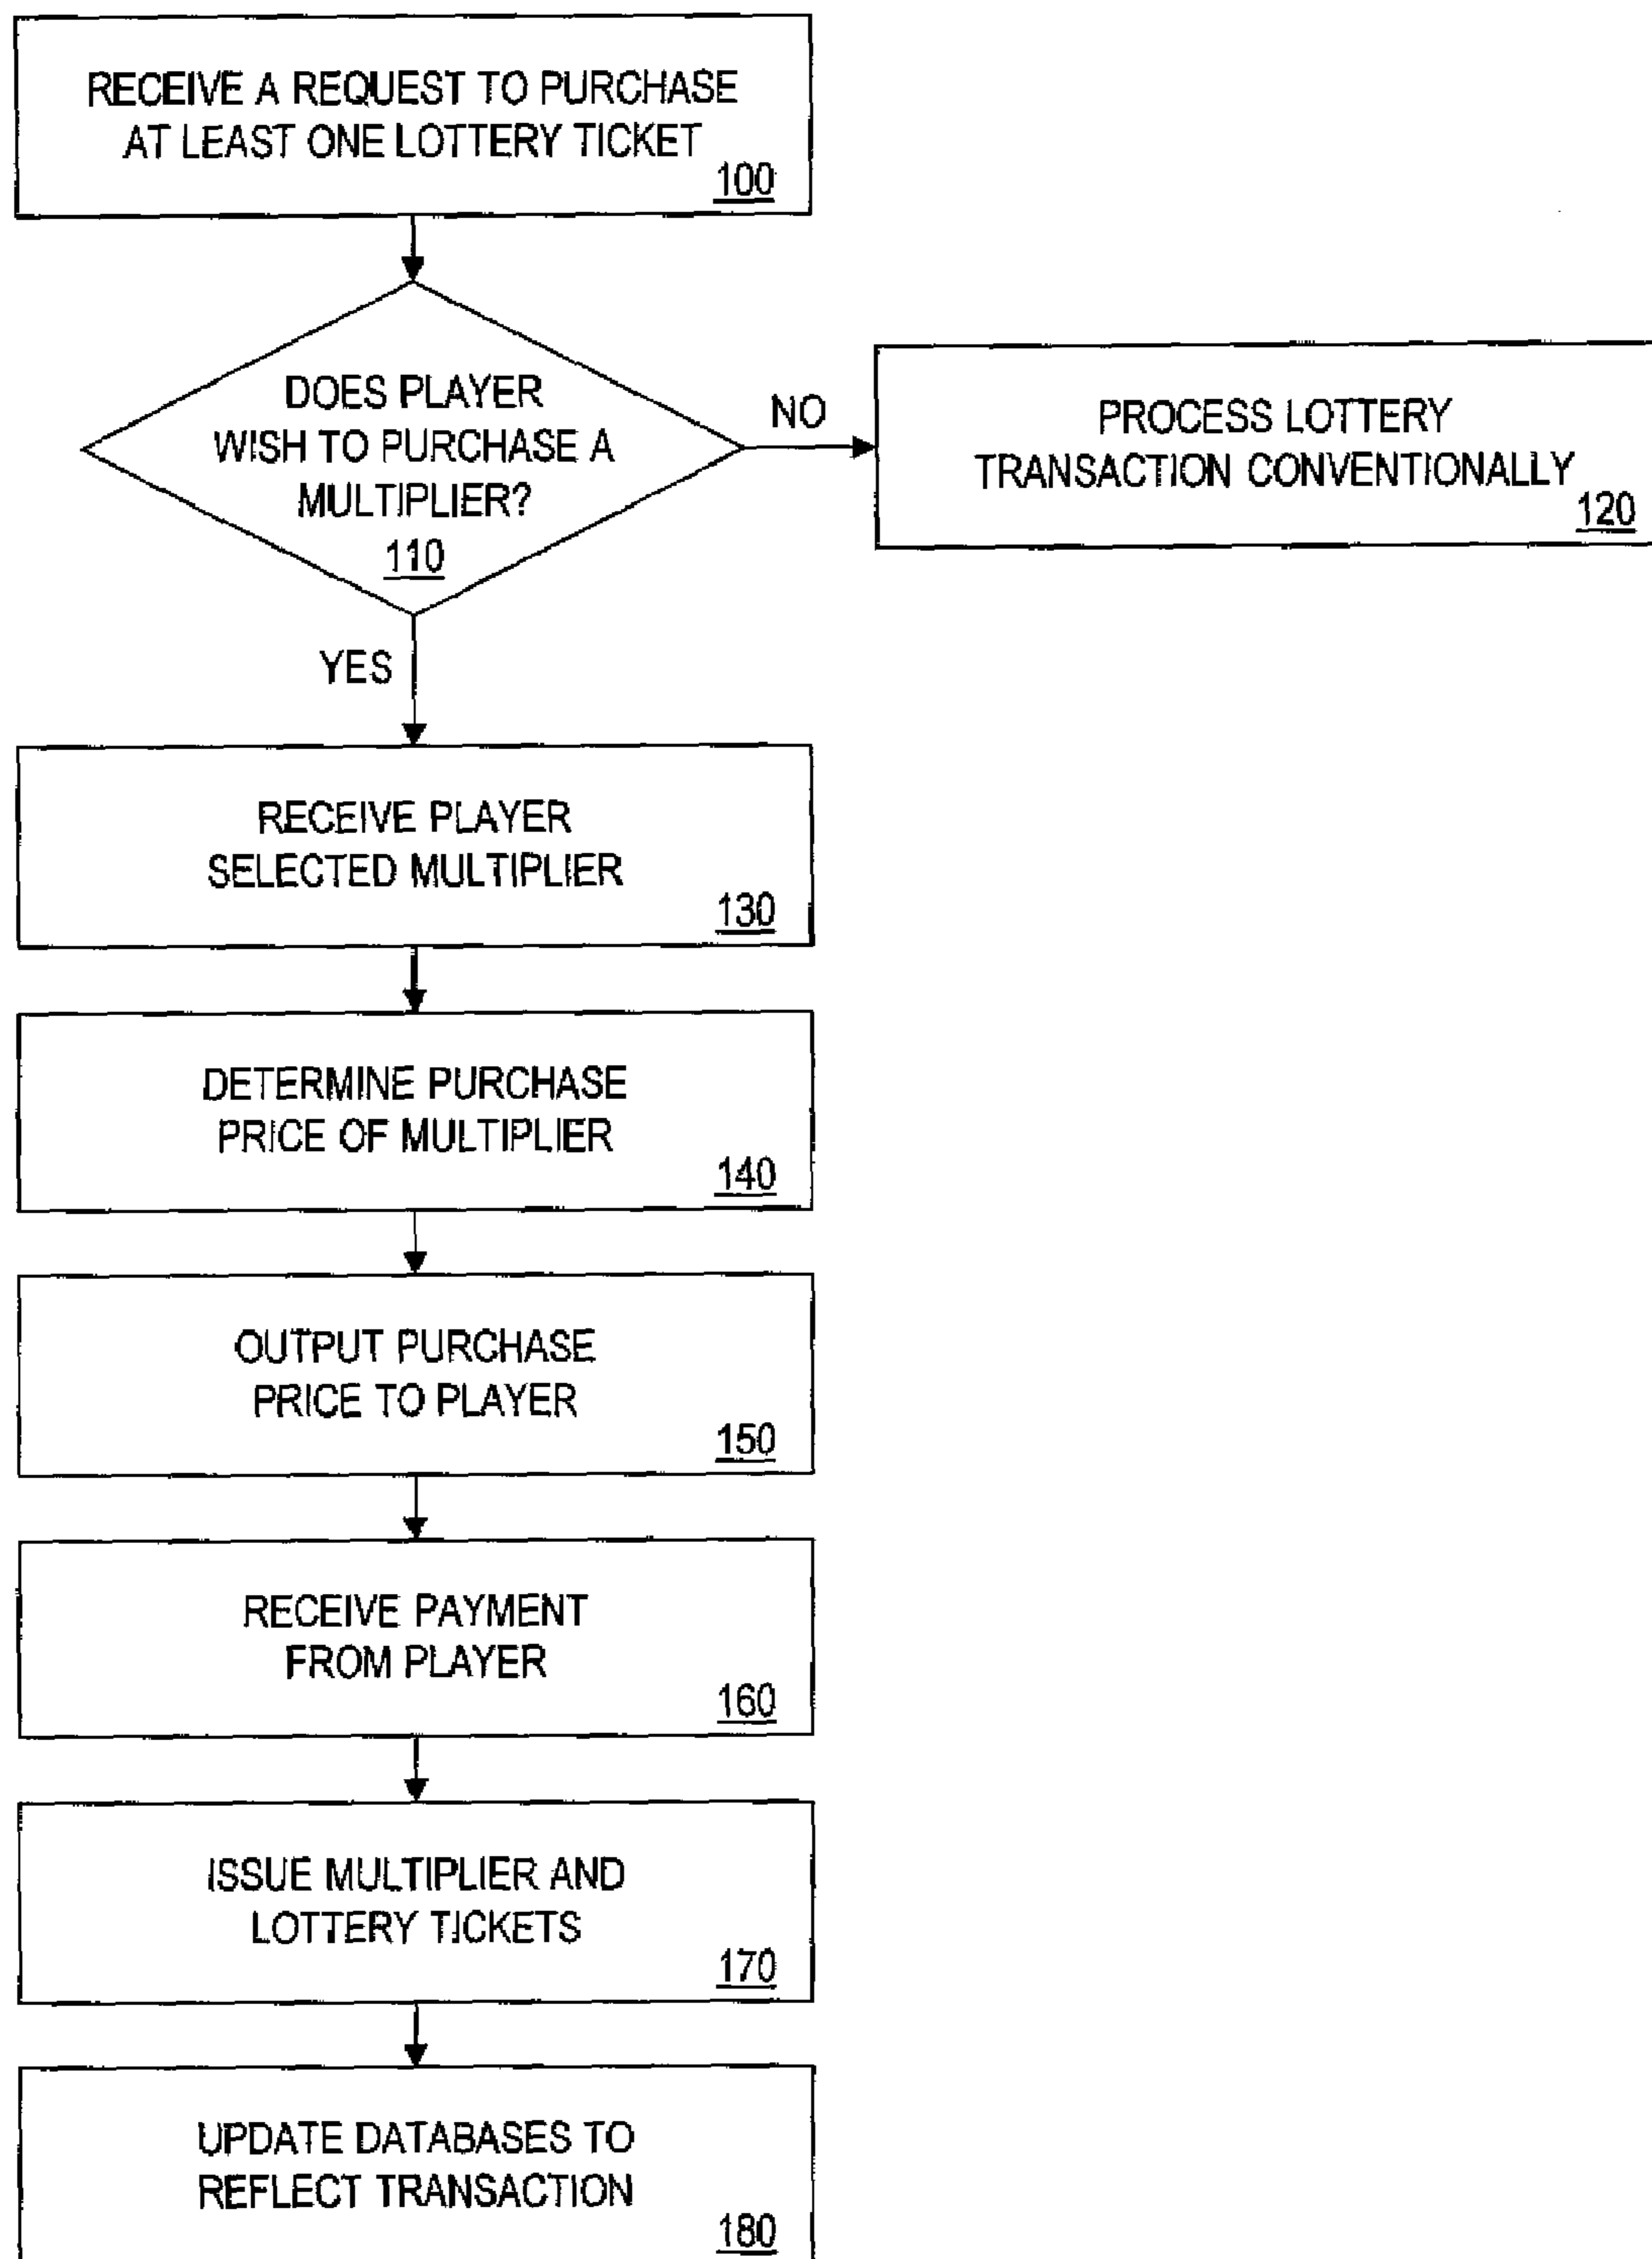 RECEIVE A REQUEST TO PURCHASE
AT LEAST ONE LOTTERY TICKET
100
DOES PLAYER
WISH TO PURCHASE A
MULTIPLIER?
110
NO
PROCESS LOTTERY
TRANSACTION CONVENTIONALLY
120
YES
RECEIVE PLAYER
SELECTED MULTIPLIER
130
DETERMINE PURCHASE
PRICE OF MULTIPLIER
140
OUTPUT PURCHASE
PRICE TO PLAYER
150
RECEIVE PAYMENT
FROM PLAYER
160
ISSUE MULTIPLIER AND
LOTTERY TICKETS
170
UPDATE DATABASES TO
REFLECT TRANSACTION
180